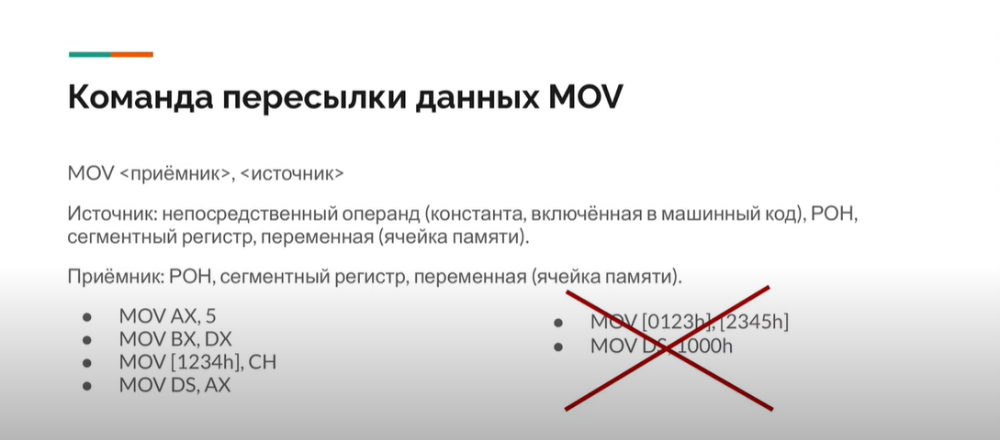 Команда пересылки данных MOV
MOV <приёмник>, <источник>
Источник: непосредственный операнд (константа, включённая в машинный код), РОН,
сегментный регистр, переменная (ячейка памяти).
Приёмник: РОН, сегментный регистр, переменная (ячейка памяти).
● MOV AX, 5
● MOV BX, DX
● MOV [1234h], CH
● MOV DS, AX
● MOV [0123h], [2345h]
● MOV DS, 1000h